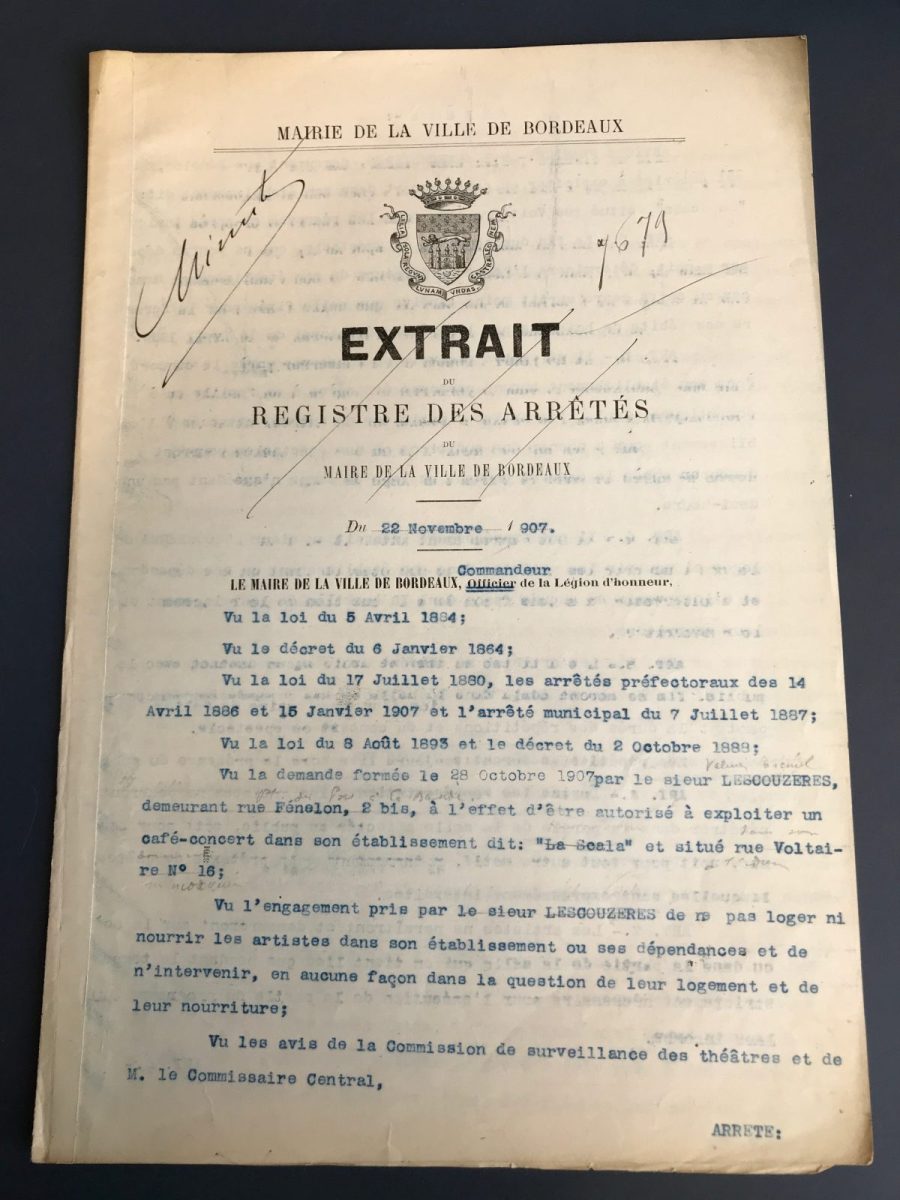 MAIRIE DE LA VILLE DE BORDEAUX
7679
LILIA SOLA REGUNT LUNAM UNDAS CASTRA LEONEM
EXTRAIT
DU
REGISTRE DES ARRÊTÉS
DU
MAIRE DE LA VILLE DE BORDEAUX
Du 22 Novembre 1907.
Commandeur
LE MAIRE DE LA VILLE DE BORDEAUX, Officier de la Légion d'honneur,
Vu la loi du 5 Avril 1884;
Vu le décret du 6 Janvier 1864;
Vu la loi du 17 Juillet 1880, les arrêtés préfectoraux des 14
Avril 1886 et 15 Janvier 1907 et l'arrêté municipal du 7 Juillet 1887;
Vu la loi du 8 Août 1893 et le décret du 2 Octobre 1888;
Vu la demande formée le 28 Octobre 1907 par le sieur LESCOUZERES,
demeurant rue Fénelon, 2 bis, à l'effet d'être autorisé à exploiter un
café-concert dans son établissement dit: "La Scala" et situé rue Voltai-
re N° 16;
Vu l'engagement pris par le sieur LESCOUZERES de ne pas loger ni
nourrir les artistes dans son établissement ou ses dépendances et de
n'intervenir, en aucune façon dans la question de leur logement et de
leur nourriture;
Vu les avis de la Commission de surveillance des théâtres et de
M. le Commissaire Central,
ARRETE: